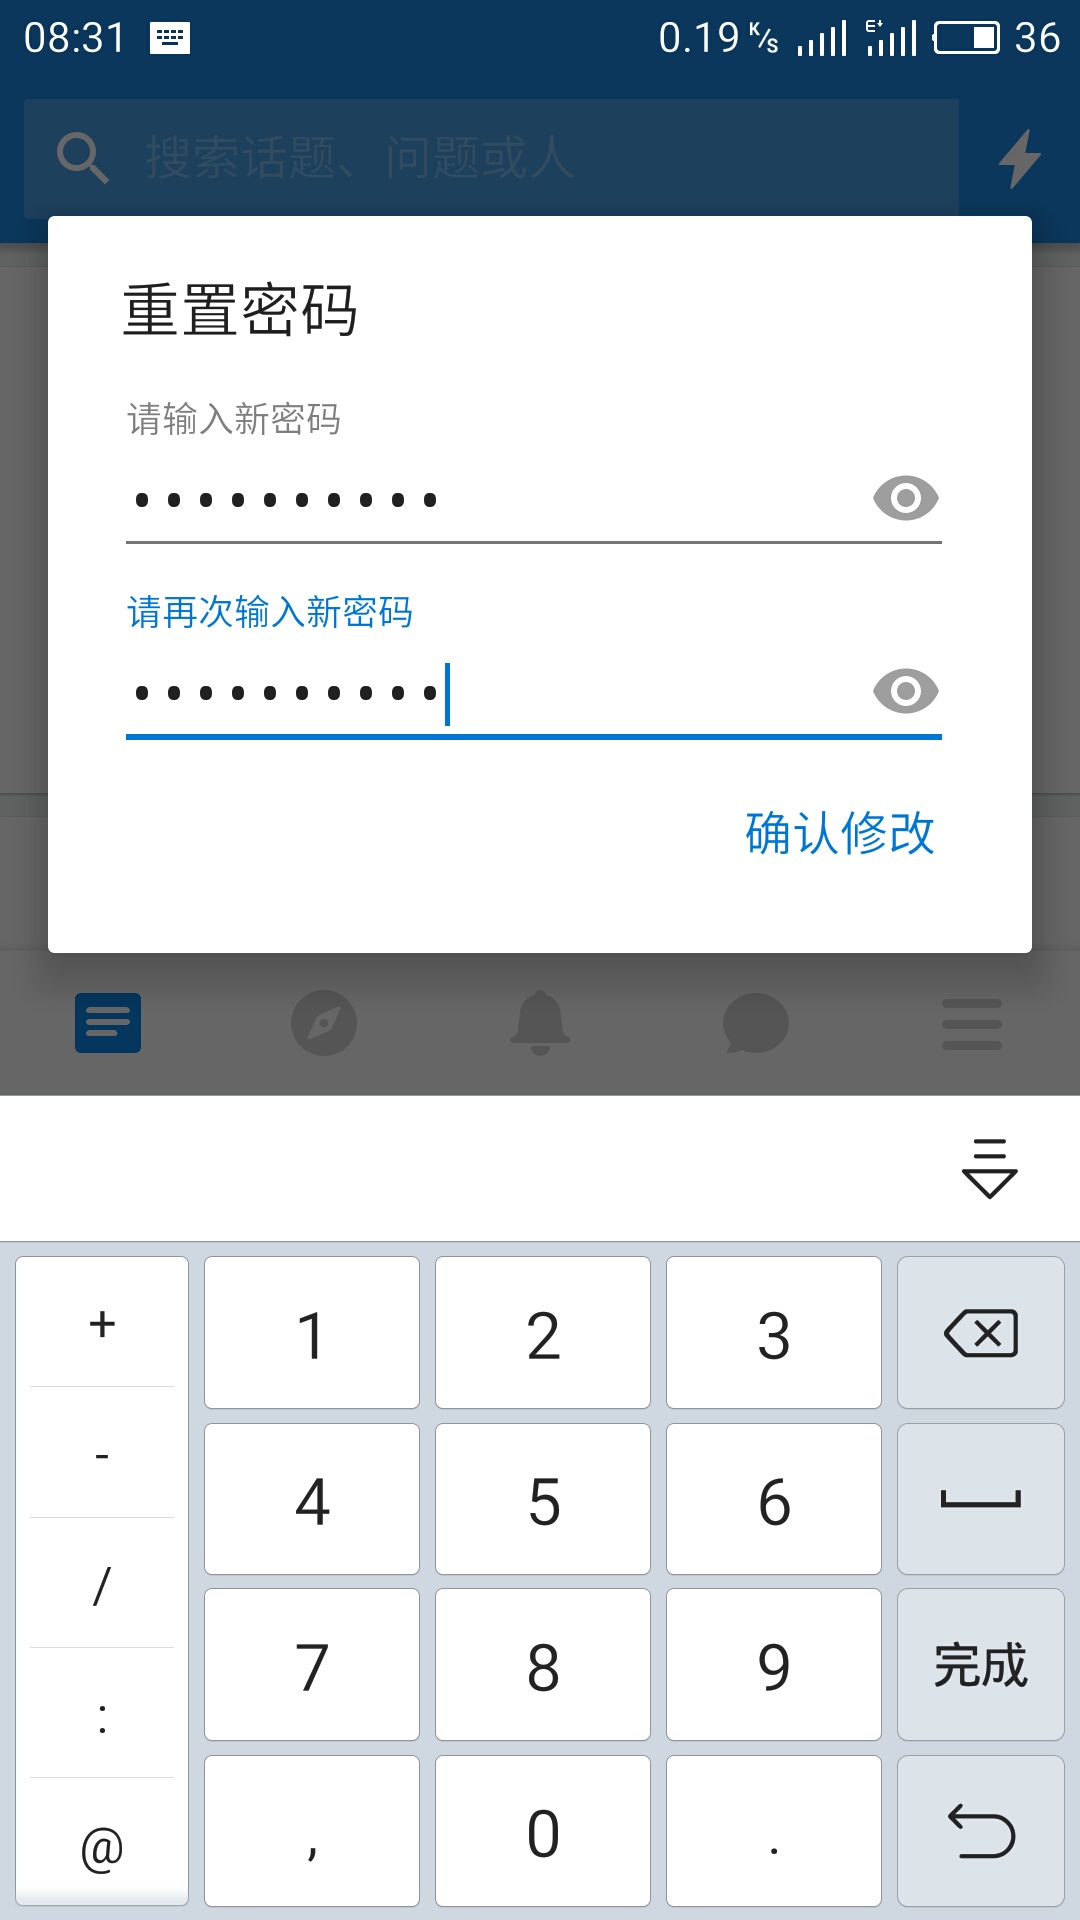 08:31 0.19 K/s E 36
搜索话题、问题或人
重置密码
请输入新密码
••••••••••
请再次输入新密码
••••••••••
确认修改
+ 1 2 3
- 4 5 6
/ 7 8 9 完成
: , 0 .
@